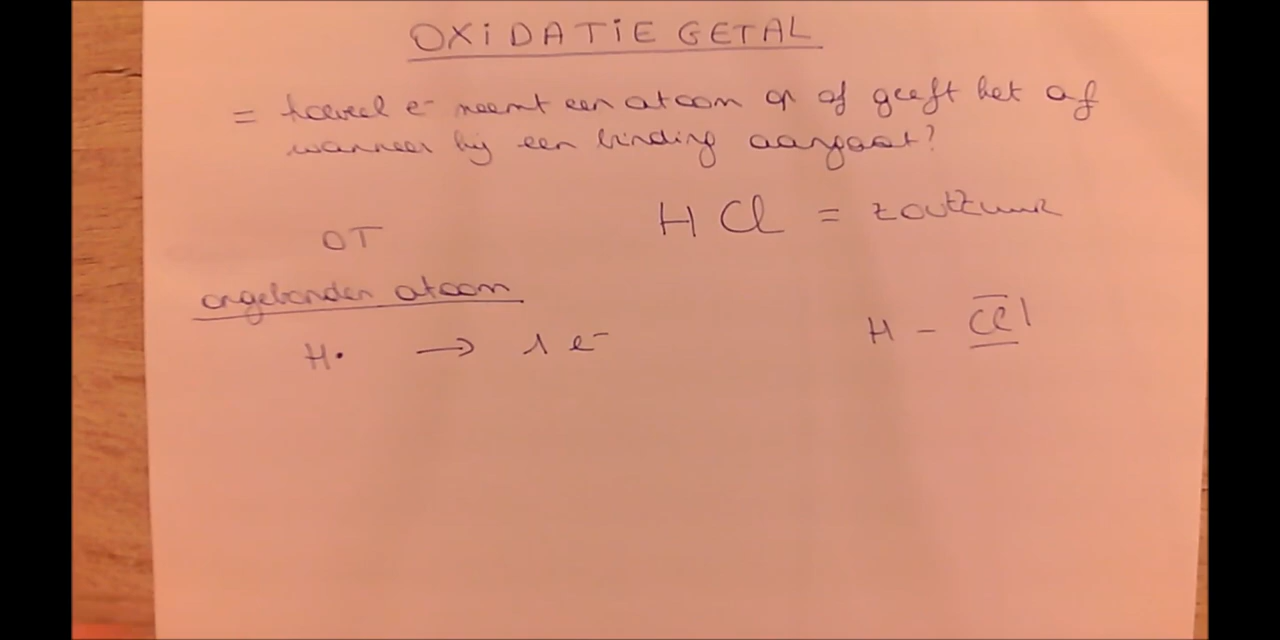 OXiDATiE GETAL
= hoeveel e⁻ neemt een atoom op of geeft het af
wanneer hij een binding aangaat?
HCl = zoutzuur
OT
ongebonden atoom
H• → 1 e⁻
H – Cl